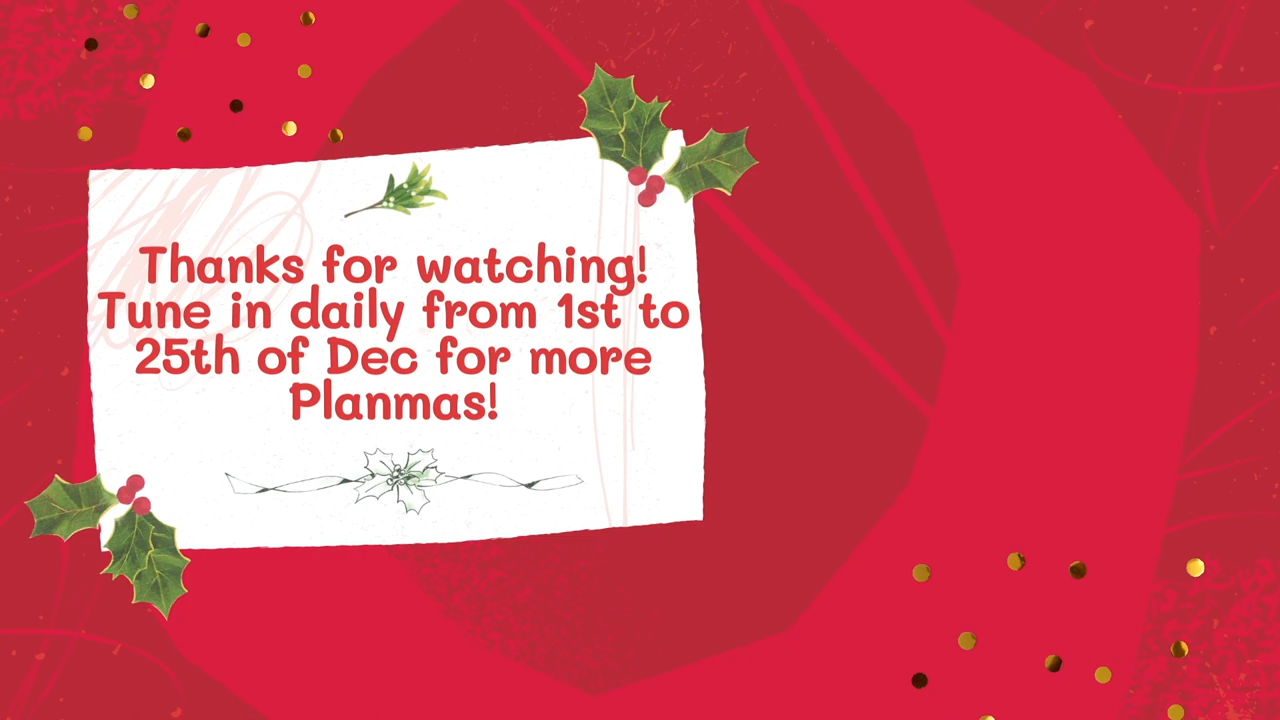 Thanks for watching!
Tune in daily from 1st to
25th of Dec for more
Planmas!